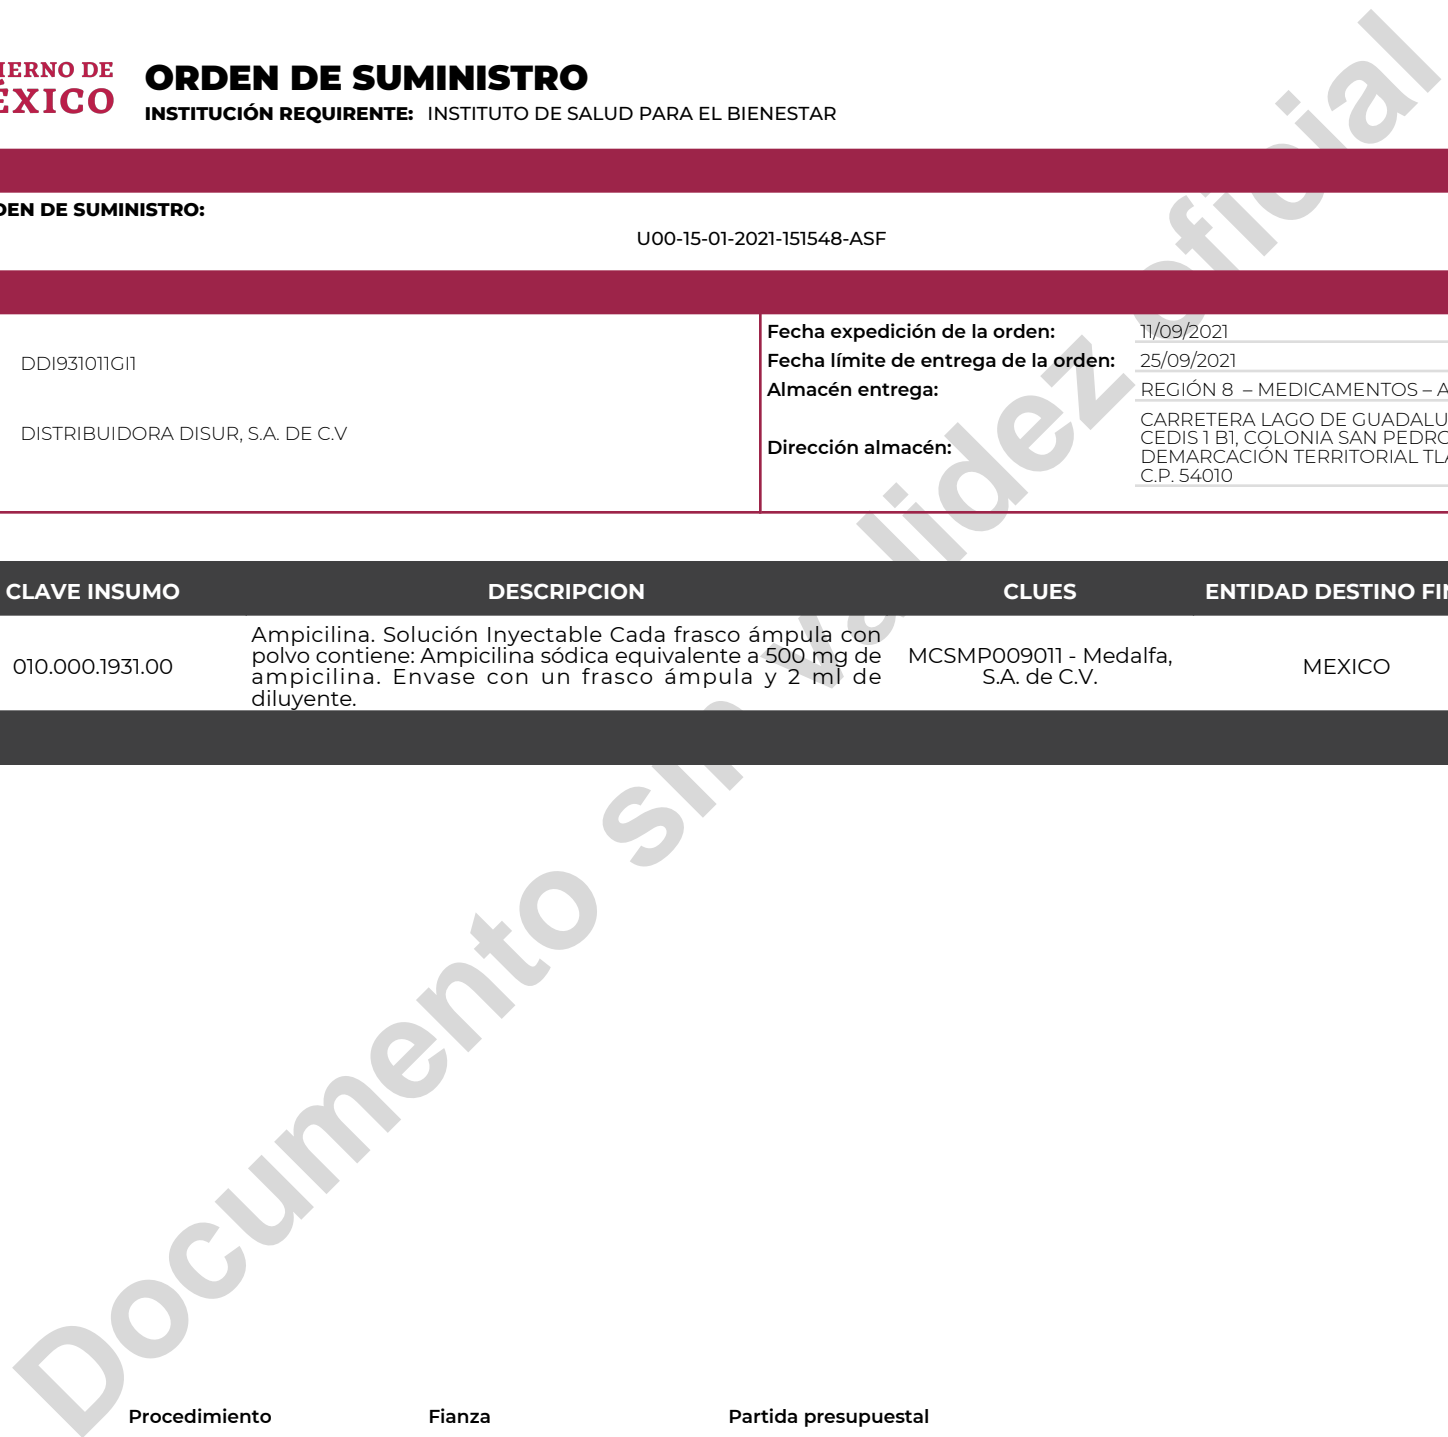 IERNO DE
ÉXICO
ORDEN DE SUMINISTRO
INSTITUCIÓN REQUIRENTE: INSTITUTO DE SALUD PARA EL BIENESTAR
DEN DE SUMINISTRO:
U00-15-01-2021-151548-ASF
DDI931011GI1
DISTRIBUIDORA DISUR, S.A. DE C.V
Fecha expedición de la orden: 11/09/2021
Fecha límite de entrega de la orden: 25/09/2021
Almacén entrega: REGIÓN 8 – MEDICAMENTOS – A
Dirección almacén:
CARRETERA LAGO DE GUADALU
CEDIS 1 B1, COLONIA SAN PEDRO
DEMARCACIÓN TERRITORIAL TLA
C.P. 54010
CLAVE INSUMO DESCRIPCION CLUES ENTIDAD DESTINO FIN
010.000.1931.00
Ampicilina. Solución Inyectable Cada frasco ámpula con
polvo contiene: Ampicilina sódica equivalente a 500 mg de
ampicilina. Envase con un frasco ámpula y 2 ml de
diluyente.
MCSMP009011 - Medalfa,
S.A. de C.V.
MEXICO
Documento sin validez oficial
Procedimiento Fianza Partida presupuestal